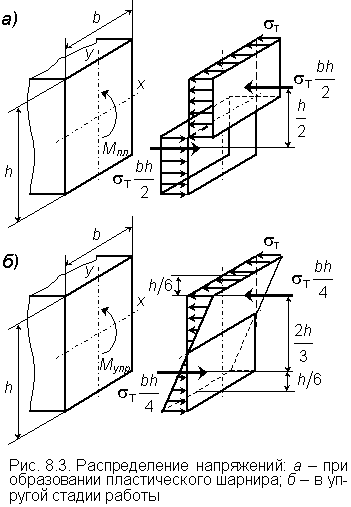 а)
b
y
x
h
Mпл
σт
σт bh/2
h/2
σт bh/2
б)
b
y
x
h
Mупр
h/6
σт
σт bh/4
2h/3
h/6
σт bh/4
Рис. 8.3. Распределение напряжений: а – при
образовании пластического шарнира; б – в уп-
ругой стадии работы